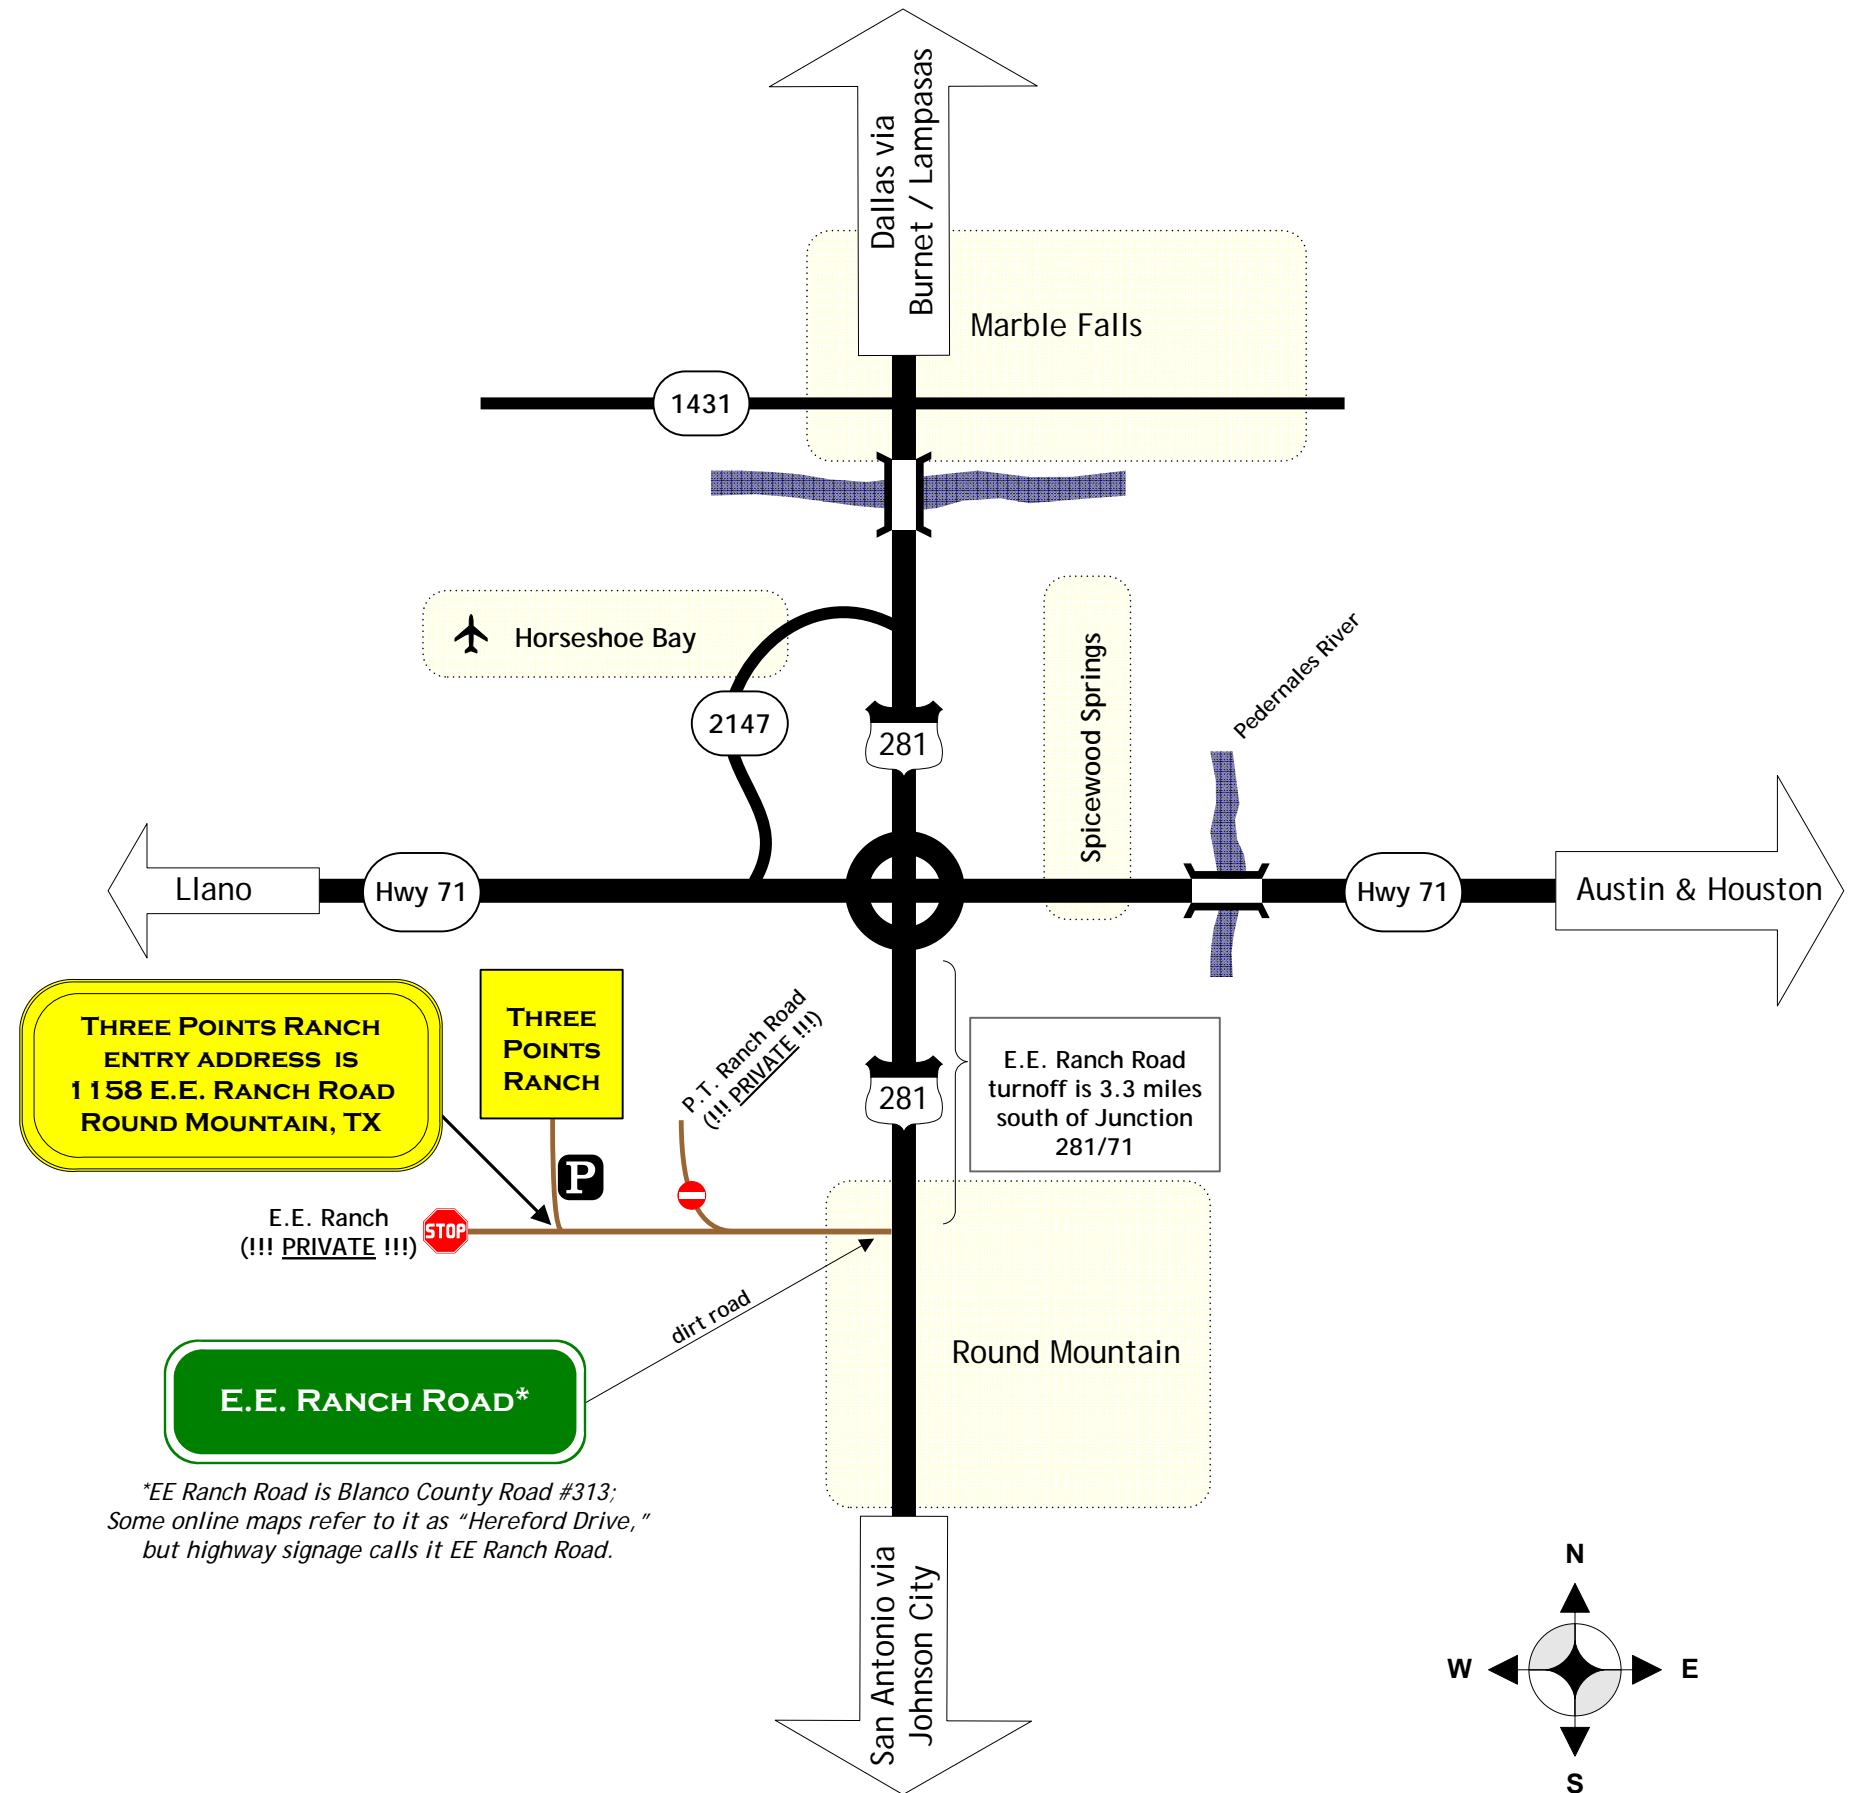 Dallas via
Burnet / Lampasas
Marble Falls
1431
Horseshoe Bay
2147
281
Spicewood Springs
Pedernales River
Llano
Hwy 71
Hwy 71
Austin & Houston
THREE POINTS RANCH
ENTRY ADDRESS IS
1158 E.E. RANCH ROAD
ROUND MOUNTAIN, TX
THREE
POINTS
RANCH
P.T. Ranch Road
(!!! PRIVATE !!!)
281
E.E. Ranch Road
turnoff is 3.3 miles
south of Junction
281/71
P
E.E. Ranch
(!!! PRIVATE !!!)
STOP
dirt road
Round Mountain
E.E. RANCH ROAD*
*EE Ranch Road is Blanco County Road #313;
Some online maps refer to it as “Hereford Drive,”
but highway signage calls it EE Ranch Road.
San Antonio via
Johnson City
N
W
E
S